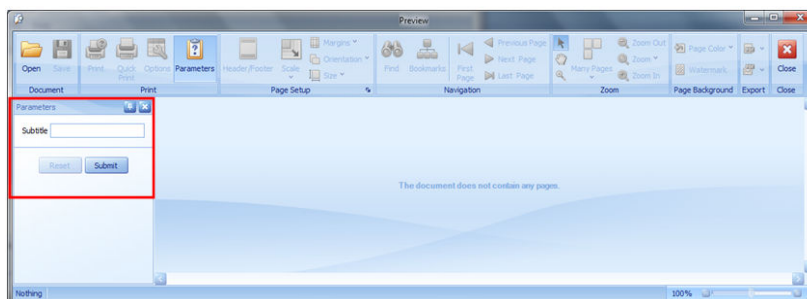 Preview
Open Save Print Quick Print Options Parameters Header/Footer Scale Margins Orientation Size Find Bookmarks First Page Previous Page Next Page Last Page Many Pages Zoom Out Zoom Zoom In Page Color Watermark Close
Document Print Page Setup Navigation Zoom Page Background Export Close
Parameters
Subtitle
Reset Submit
The document does not contain any pages.
Nothing 100%